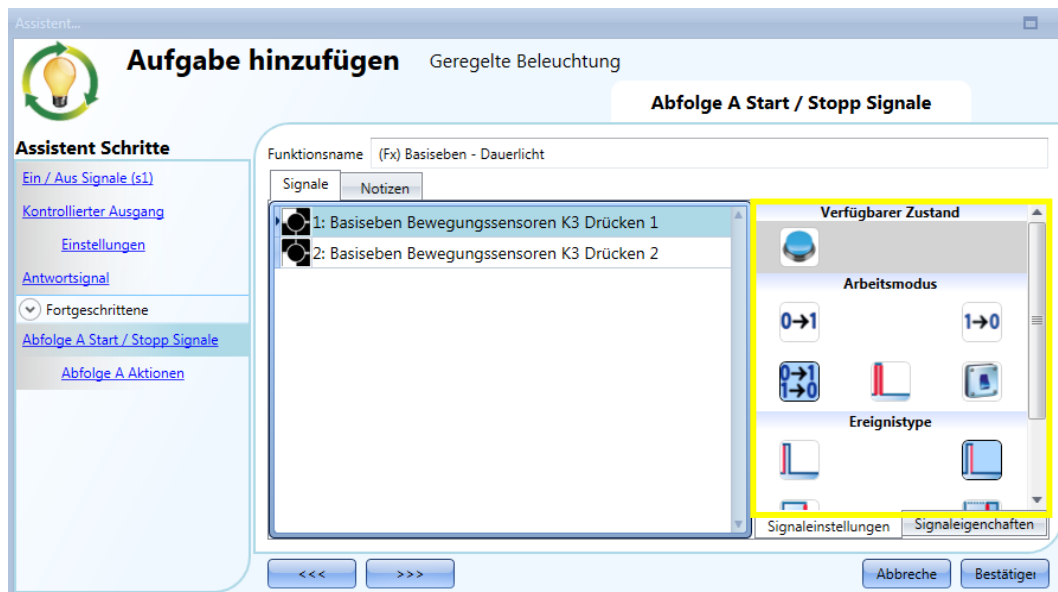 Assistent...
Aufgabe hinzufügen Geregelte Beleuchtung
Abfolge A Start / Stopp Signale
Assistent Schritte
Ein / Aus Signale (s1)
Kontrollierter Ausgang
Einstellungen
Antwortsignal
Fortgeschrittene
Abfolge A Start / Stopp Signale
Abfolge A Aktionen
Funktionsname (Fx) Basiseben - Dauerlicht
Signale Notizen
1: Basiseben Bewegungssensoren K3 Drücken 1
2: Basiseben Bewegungssensoren K3 Drücken 2
Verfügbarer Zustand
Arbeitsmodus
0→1 1→0
0→1
1→0
Ereignistype
Signaleinstellungen Signaleigenschaften
<<< >>> Abbreche Bestätiger